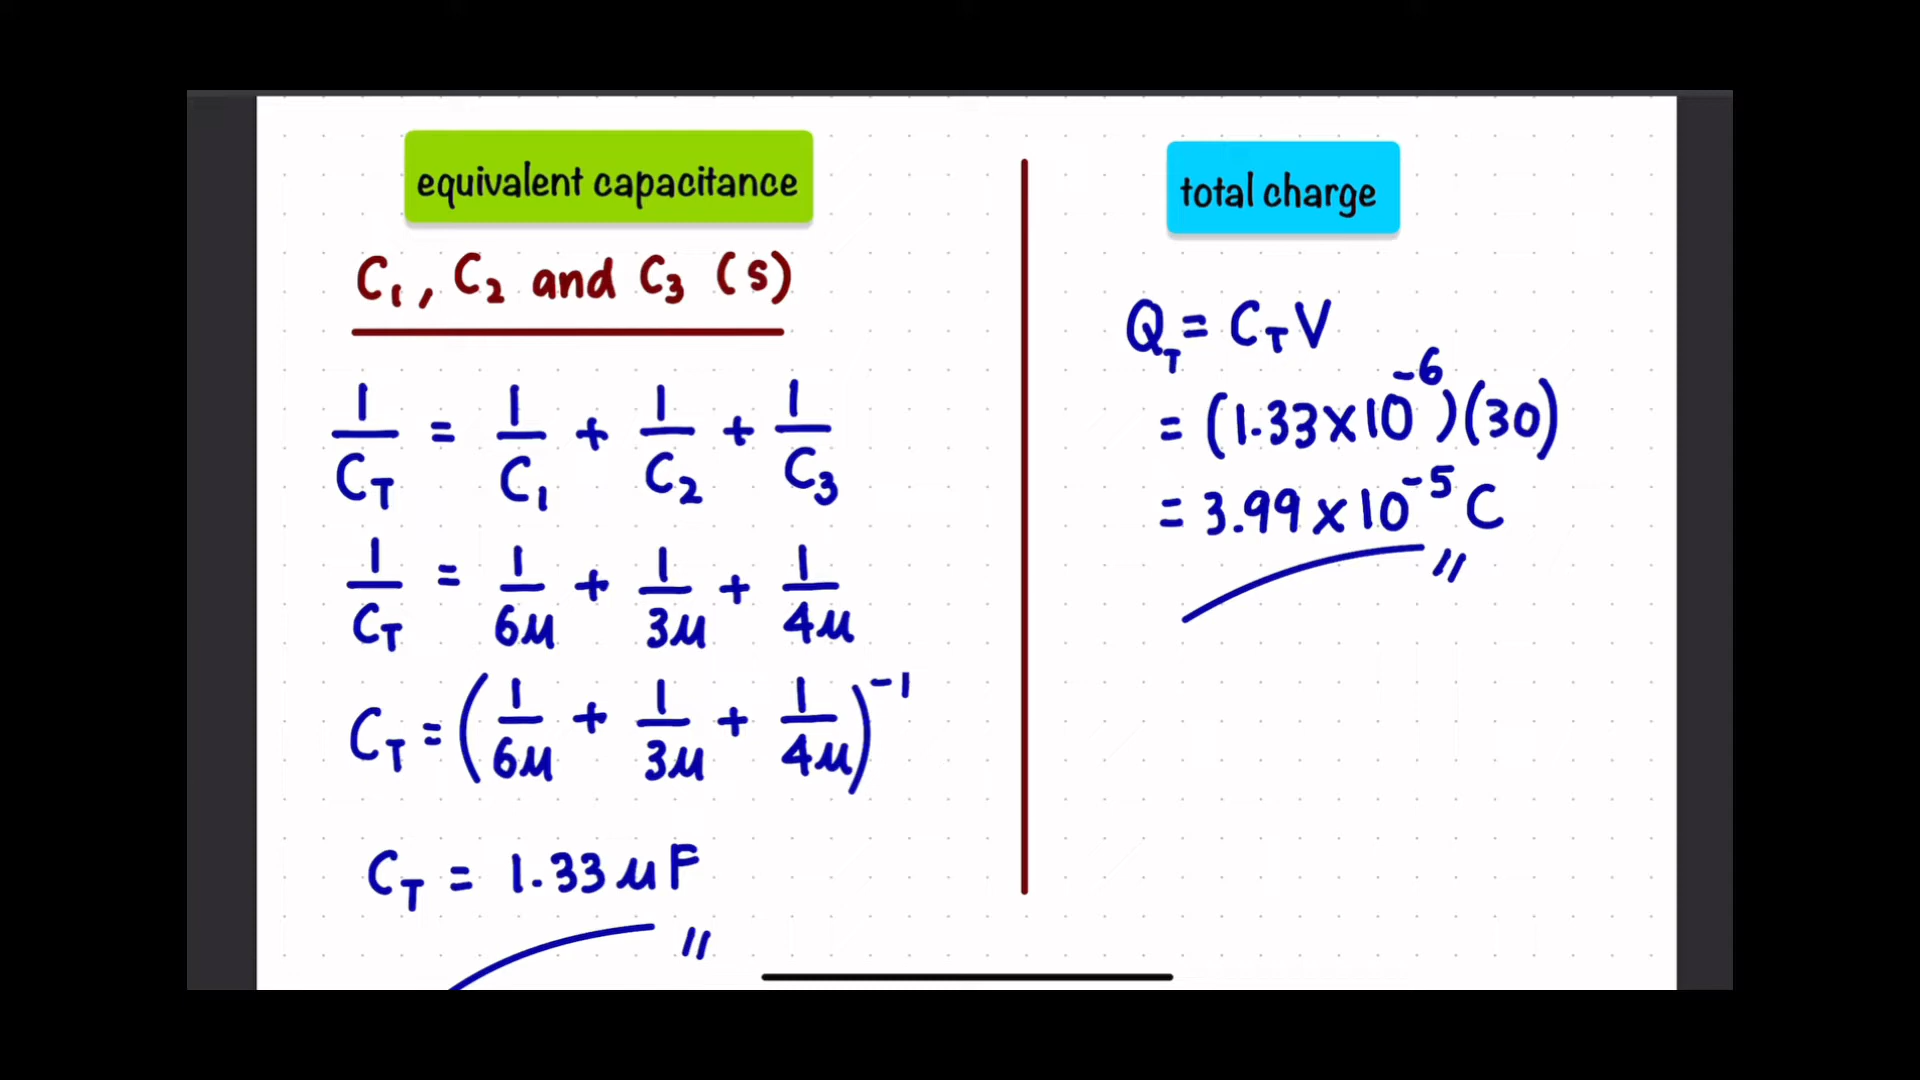 equivalent capacitance
C₁, C₂ and C₃ (s)
1/C_T = 1/C₁ + 1/C₂ + 1/C₃
1/C_T = 1/6μ + 1/3μ + 1/4μ
C_T = (1/6μ + 1/3μ + 1/4μ)⁻¹
C_T = 1.33 μF
total charge
Q_T = C_T V
= (1.33×10⁻⁶)(30)
= 3.99×10⁻⁵ C